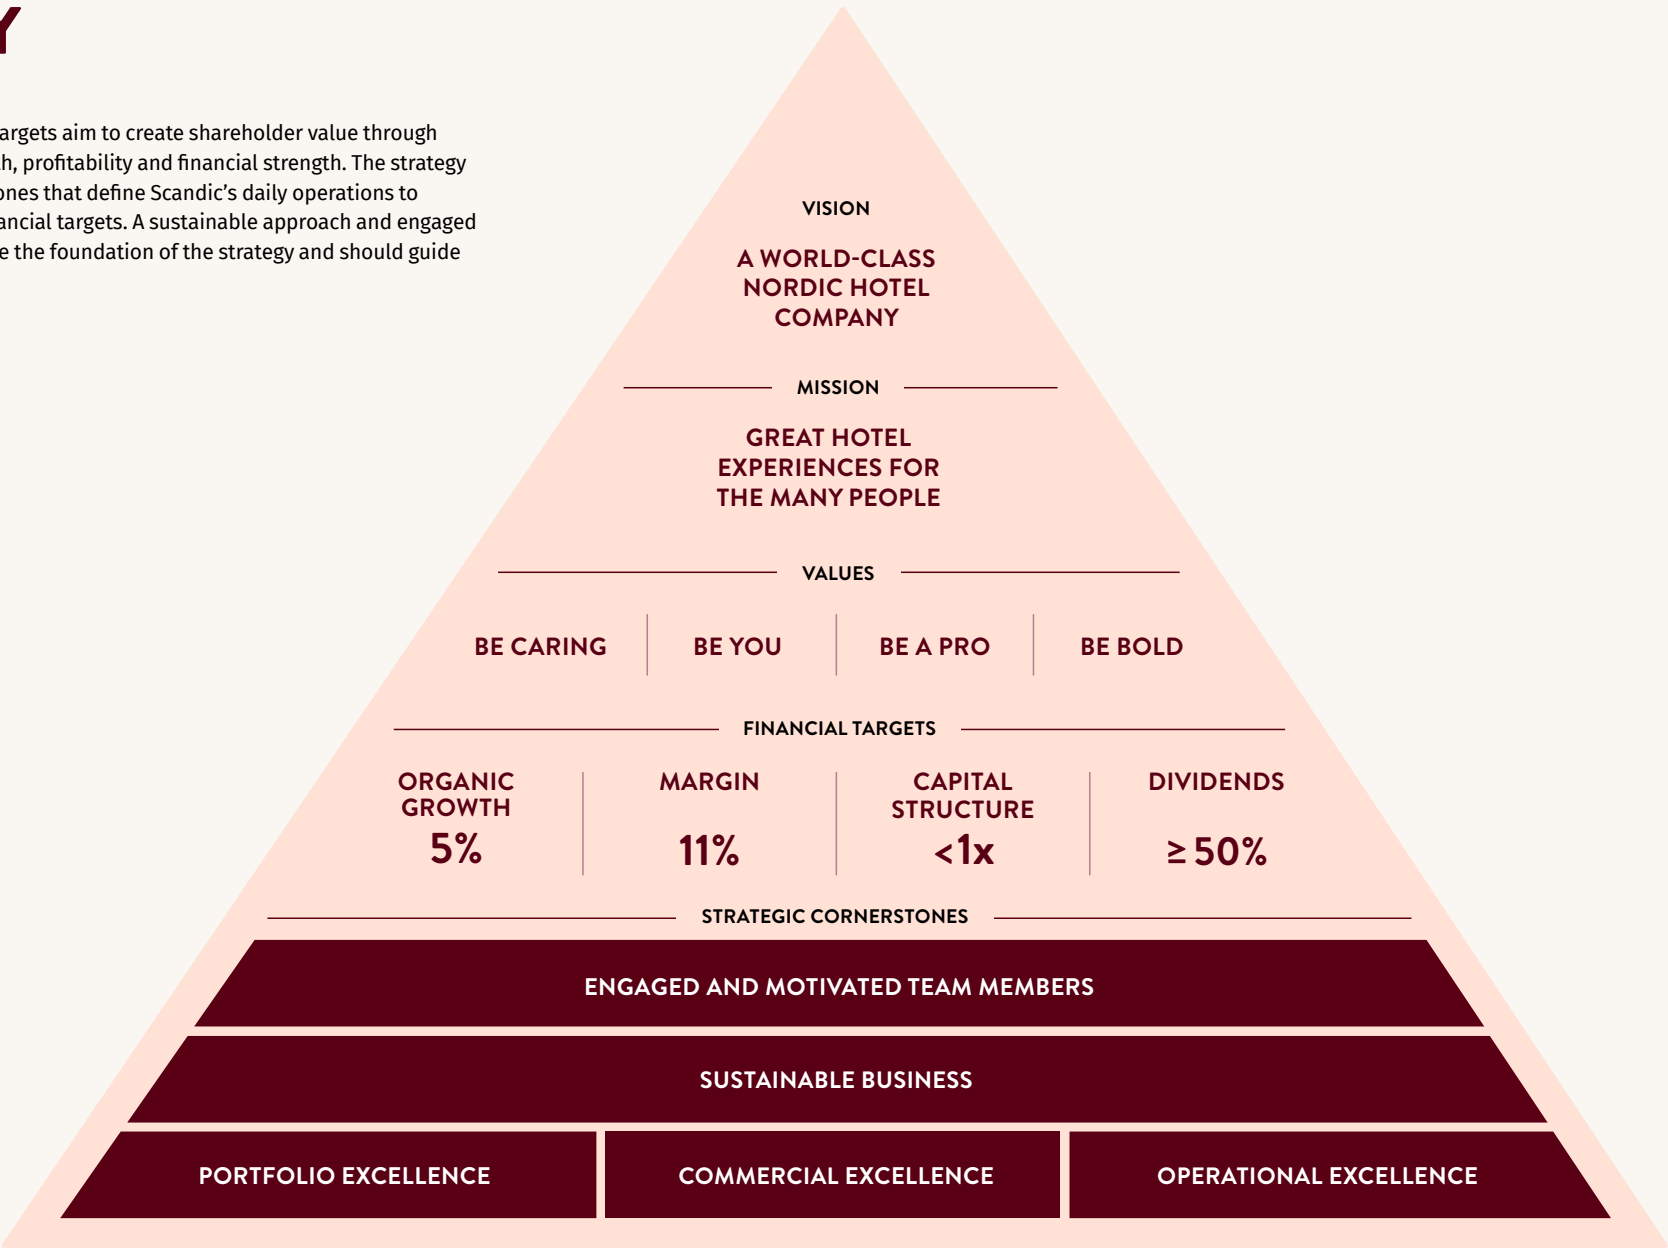 Y
argets aim to create shareholder value through
h, profitability and financial strength. The strategy
ones that define Scandic’s daily operations to
ancial targets. A sustainable approach and engaged
e the foundation of the strategy and should guide
VISION
A WORLD-CLASS
NORDIC HOTEL
COMPANY
MISSION
GREAT HOTEL
EXPERIENCES FOR
THE MANY PEOPLE
VALUES
BE CARING BE YOU BE A PRO BE BOLD
FINANCIAL TARGETS
ORGANIC
GROWTH
5%
MARGIN
11%
CAPITAL
STRUCTURE
<1x
DIVIDENDS
≥ 50%
STRATEGIC CORNERSTONES
ENGAGED AND MOTIVATED TEAM MEMBERS
SUSTAINABLE BUSINESS
PORTFOLIO EXCELLENCE COMMERCIAL EXCELLENCE OPERATIONAL EXCELLENCE